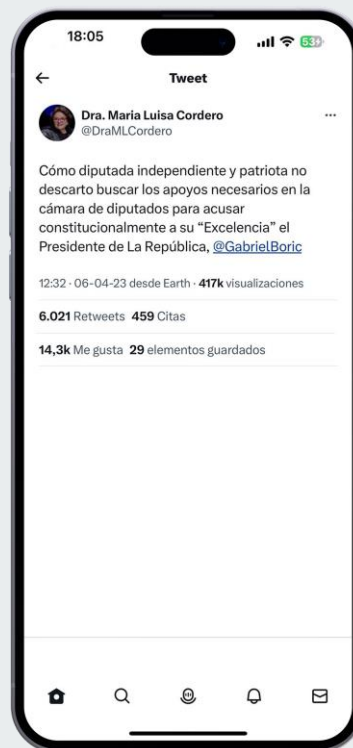 18:05
53
Tweet
Dra. Maria Luisa Cordero
@DraMLCordero
Cómo diputada independiente y patriota no
descarto buscar los apoyos necesarios en la
cámara de diputados para acusar
constitucionalmente a su “Excelencia” el
Presidente de La República, @GabrielBoric
12:32 · 06-04-23 desde Earth · 417k visualizaciones
6.021 Retweets 459 Citas
14,3k Me gusta 29 elementos guardados